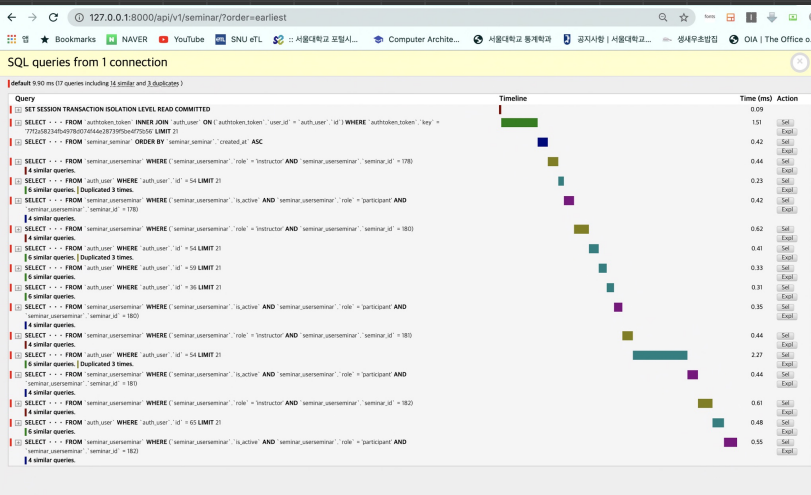 127.0.0.1:8000/api/v1/seminar/?order=earliest
앱 Bookmarks NAVER YouTube SNU eTL :: 서울대학교 포털시... Computer Archite... 서울대학교 통계학과 공지사항 | 서울대학교... 생새우초밥집 OIA | The Office o...
SQL queries from 1 connection
default 9.90 ms (17 queries including 14 similar and 3 duplicates )
Query Timeline Time (ms) Action
SET SESSION TRANSACTION ISOLATION LEVEL READ COMMITTED 0.09
SELECT ··· FROM `authtoken_token` INNER JOIN `auth_user` ON (`authtoken_token`.`user_id` = `auth_user`.`id`) WHERE `authtoken_token`.`key` = 1.51 Sel
'77f2a58234fb4978d074f44e28739f5be4f75b56' LIMIT 21 Expl
SELECT ··· FROM `seminar_seminar` ORDER BY `seminar_seminar`.`created_at` ASC 0.42 Sel
Expl
SELECT ··· FROM `seminar_userseminar` WHERE (`seminar_userseminar`.`role` = 'instructor' AND `seminar_userseminar`.`seminar_id` = 178) 0.44 Sel
4 similar queries. Expl
SELECT ··· FROM `auth_user` WHERE `auth_user`.`id` = 54 LIMIT 21 0.23 Sel
6 similar queries. Duplicated 3 times. Expl
SELECT ··· FROM `seminar_userseminar` WHERE (`seminar_userseminar`.`is_active` AND `seminar_userseminar`.`role` = 'participant' AND 0.42 Sel
`seminar_userseminar`.`seminar_id` = 178) Expl
4 similar queries.
SELECT ··· FROM `seminar_userseminar` WHERE (`seminar_userseminar`.`role` = 'instructor' AND `seminar_userseminar`.`seminar_id` = 180) 0.62 Sel
4 similar queries. Expl
SELECT ··· FROM `auth_user` WHERE `auth_user`.`id` = 54 LIMIT 21 0.41 Sel
6 similar queries. Duplicated 3 times. Expl
SELECT ··· FROM `auth_user` WHERE `auth_user`.`id` = 59 LIMIT 21 0.33 Sel
6 similar queries. Expl
SELECT ··· FROM `auth_user` WHERE `auth_user`.`id` = 36 LIMIT 21 0.31 Sel
6 similar queries. Expl
SELECT ··· FROM `seminar_userseminar` WHERE (`seminar_userseminar`.`is_active` AND `seminar_userseminar`.`role` = 'participant' AND 0.35 Sel
`seminar_userseminar`.`seminar_id` = 180) Expl
4 similar queries.
SELECT ··· FROM `seminar_userseminar` WHERE (`seminar_userseminar`.`role` = 'instructor' AND `seminar_userseminar`.`seminar_id` = 181) 0.44 Sel
4 similar queries. Expl
SELECT ··· FROM `auth_user` WHERE `auth_user`.`id` = 54 LIMIT 21 2.27 Sel
6 similar queries. Duplicated 3 times. Expl
SELECT ··· FROM `seminar_userseminar` WHERE (`seminar_userseminar`.`is_active` AND `seminar_userseminar`.`role` = 'participant' AND 0.44 Sel
`seminar_userseminar`.`seminar_id` = 181) Expl
4 similar queries.
SELECT ··· FROM `seminar_userseminar` WHERE (`seminar_userseminar`.`role` = 'instructor' AND `seminar_userseminar`.`seminar_id` = 182) 0.61 Sel
4 similar queries. Expl
SELECT ··· FROM `auth_user` WHERE `auth_user`.`id` = 65 LIMIT 21 0.48 Sel
6 similar queries. Expl
SELECT ··· FROM `seminar_userseminar` WHERE (`seminar_userseminar`.`is_active` AND `seminar_userseminar`.`role` = 'participant' AND 0.55 Sel
`seminar_userseminar`.`seminar_id` = 182) Expl
4 similar queries.